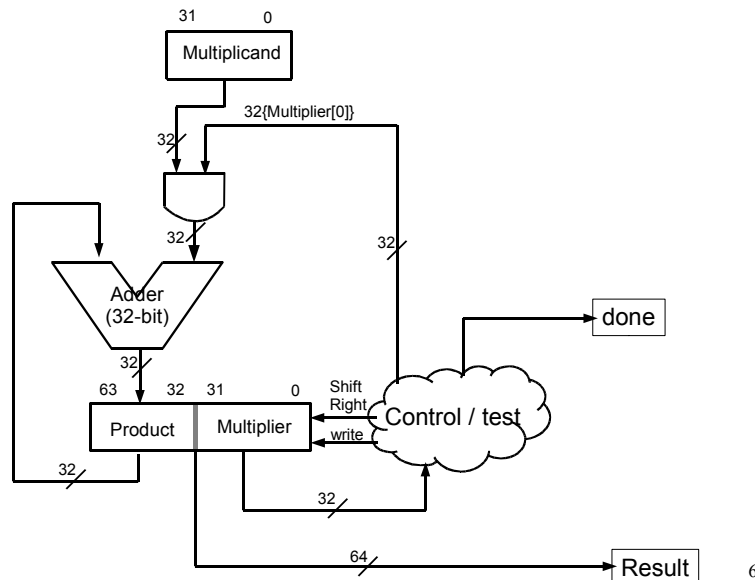 31 0
Multiplicand
32{Multiplier[0]}
32
32
32
Adder
(32-bit)
32
done
63 32 31 0
Shift
Right
Product
Multiplier
Control / test
write
32
32
64
Result
6